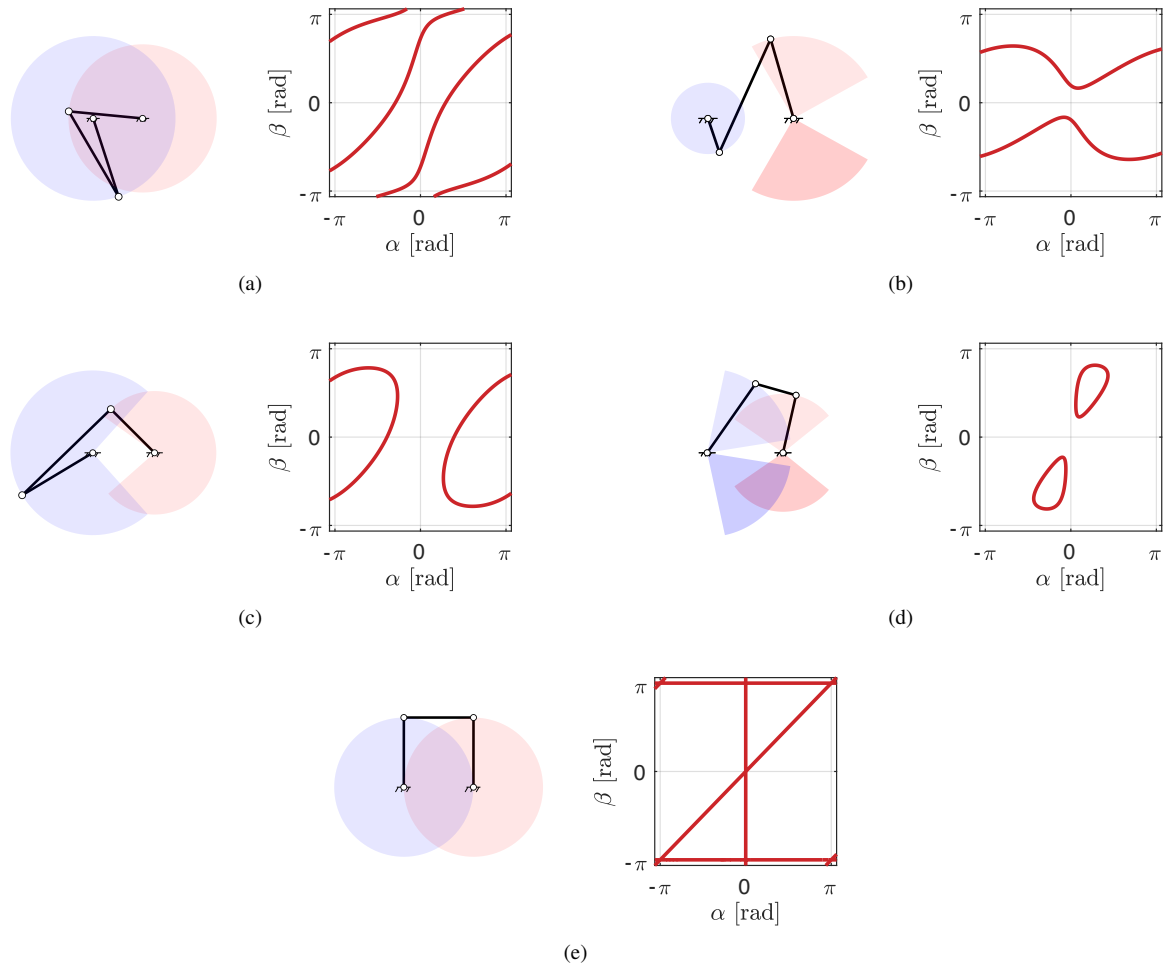 π
0
-π
β [rad]
-π 0 π
α [rad]
(a)
π
0
-π
β [rad]
-π 0 π
α [rad]
(b)
π
0
-π
β [rad]
-π 0 π
α [rad]
(c)
π
0
-π
β [rad]
-π 0 π
α [rad]
(d)
π
0
-π
β [rad]
-π 0 π
α [rad]
(e)